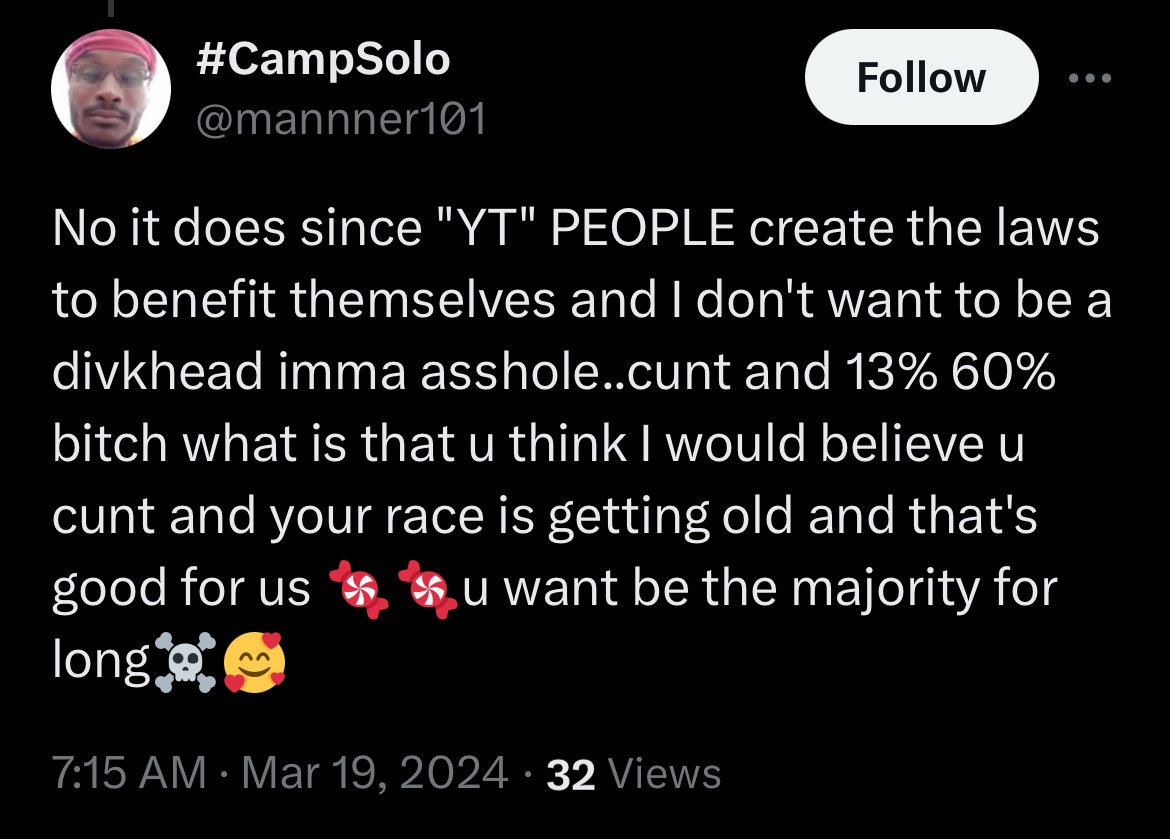 #CampSolo
Follow
@mannner101
No it does since "YT" PEOPLE create the laws
to benefit themselves and I don't want to be a
divkhead imma asshole..cunt and 13% 60%
bitch what is that u think I would believe u
cunt and your race is getting old and that's
good for us 🍬🍬u want be the majority for
long☠️🥰
7:15 AM · Mar 19, 2024 · 32 Views